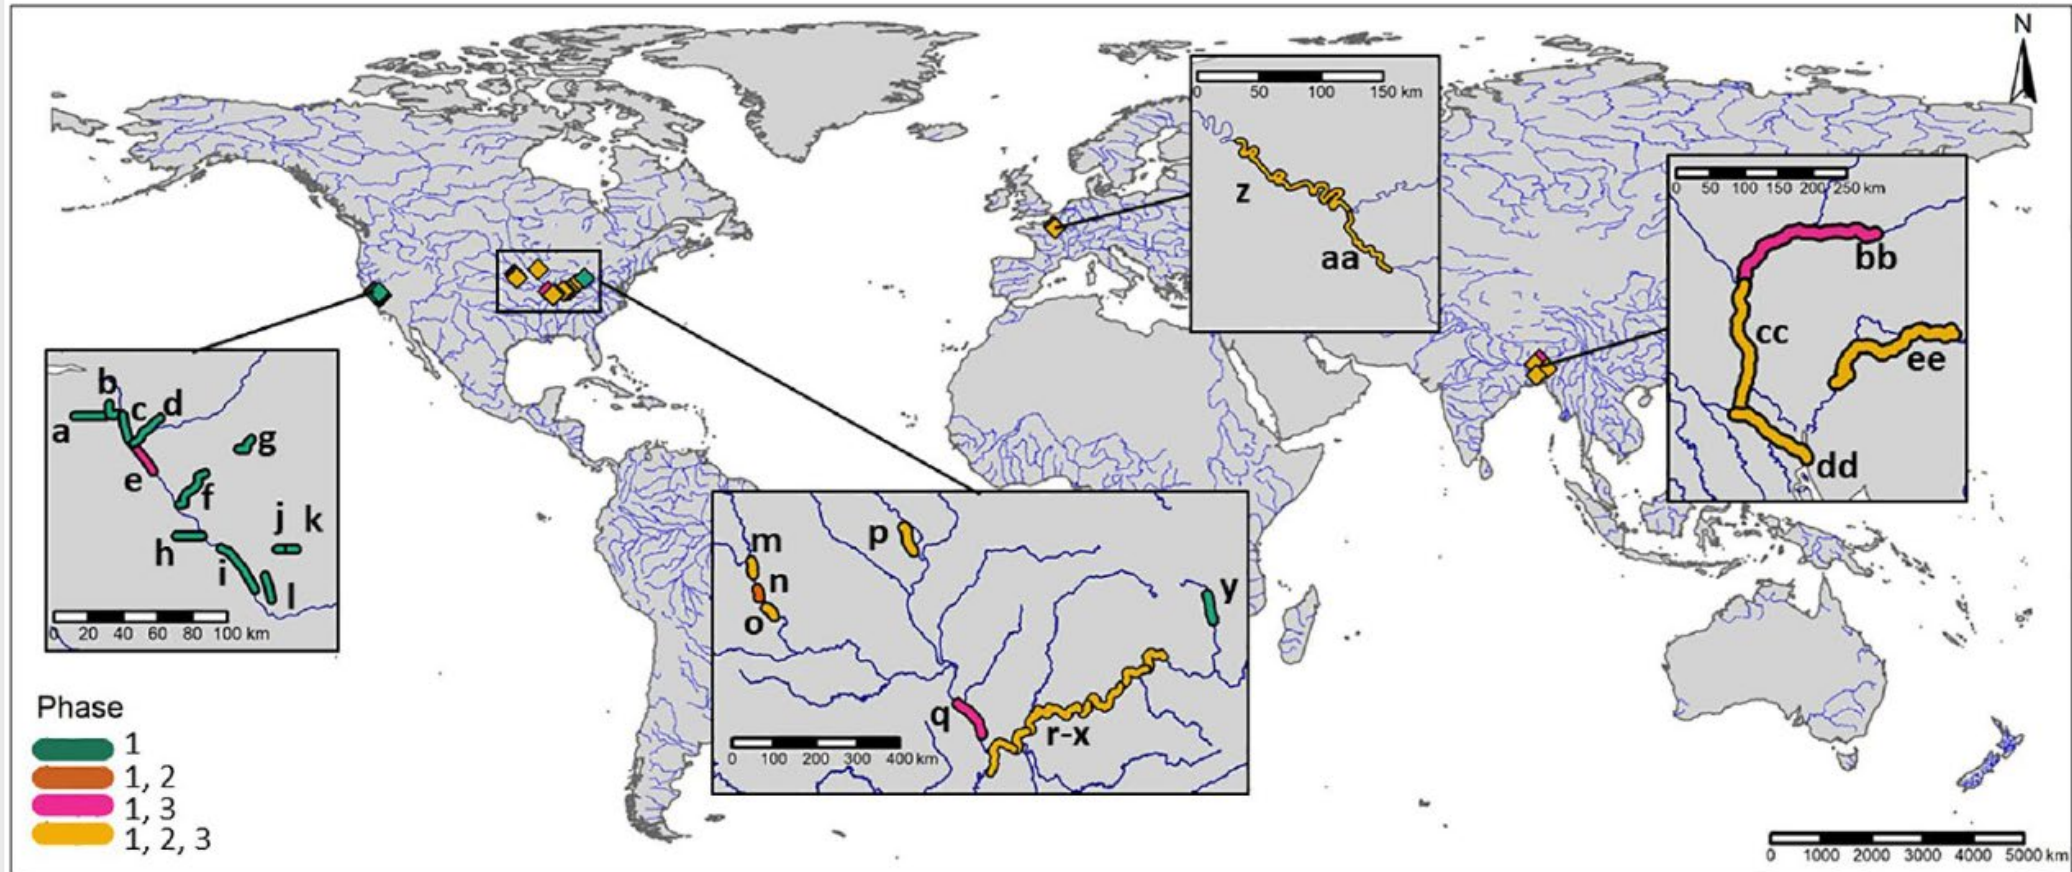 N
0 50 100 150 km
z
aa
0 50 100 150 200 250 km
bb
cc
ee
dd
b
c
d
a
g
e
f
j
k
h
i
l
0 20 40 60 80 100 km
m
p
n
o
y
q
r-x
0 100 200 300 400 km
Phase
1
1, 2
1, 3
1, 2, 3
0 1000 2000 3000 4000 5000 km